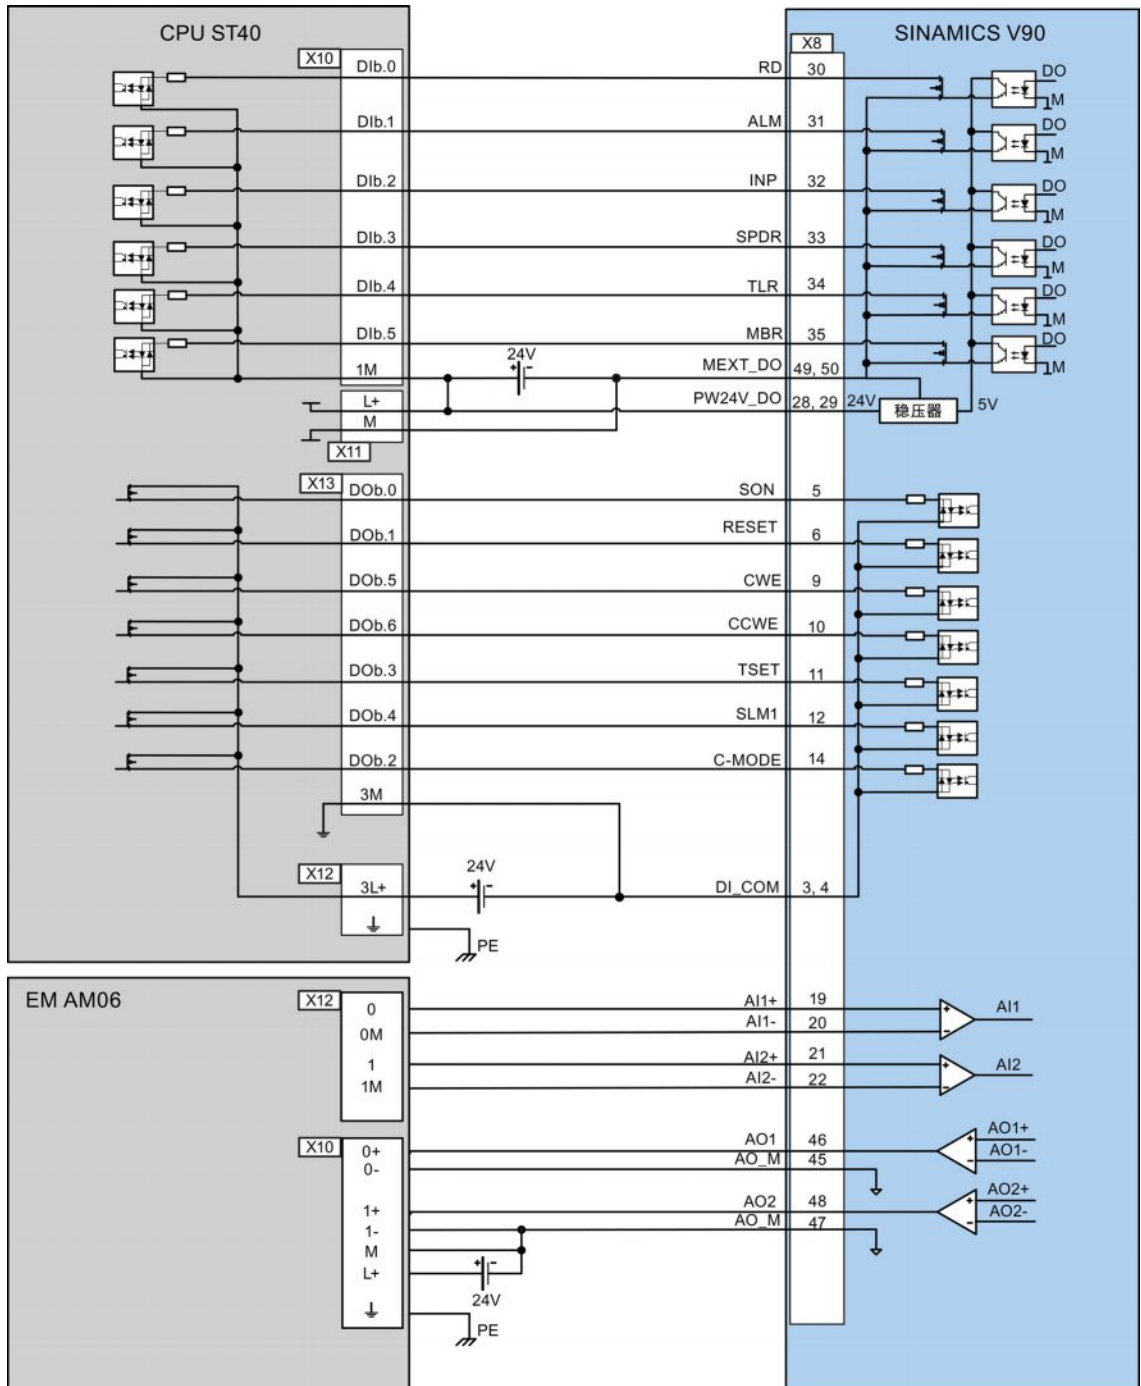 CPU ST40
SINAMICS V90
X10
X8
DIb.0 RD 30 DO
M
DIb.1 ALM 31 DO
M
DIb.2 INP 32 DO
M
DIb.3 SPDR 33 DO
M
DIb.4 TLR 34 DO
M
DIb.5 MBR 35 DO
M
24V
+ -
1M MEXT_DO 49, 50
L+ PW24V_DO 28, 29 24V 稳压器 5V
M
X11
X13
DOb.0 SON 5
DOb.1 RESET 6
DOb.5 CWE 9
DOb.6 CCWE 10
DOb.3 TSET 11
DOb.4 SLM1 12
DOb.2 C-MODE 14
3M
X12
24V
+ -
3L+ DI_COM 3, 4
PE
EM AM06
X12
0 AI1+ 19 + AI1
0M AI1- 20 -
1 AI2+ 21 + AI2
1M AI2- 22 -
X10
0+ AO1 46 + AO1+
0- AO_M 45 - AO1-
1+ AO2 48 + AO2+
1- AO_M 47 - AO2-
M
+ -
L+
24V
PE